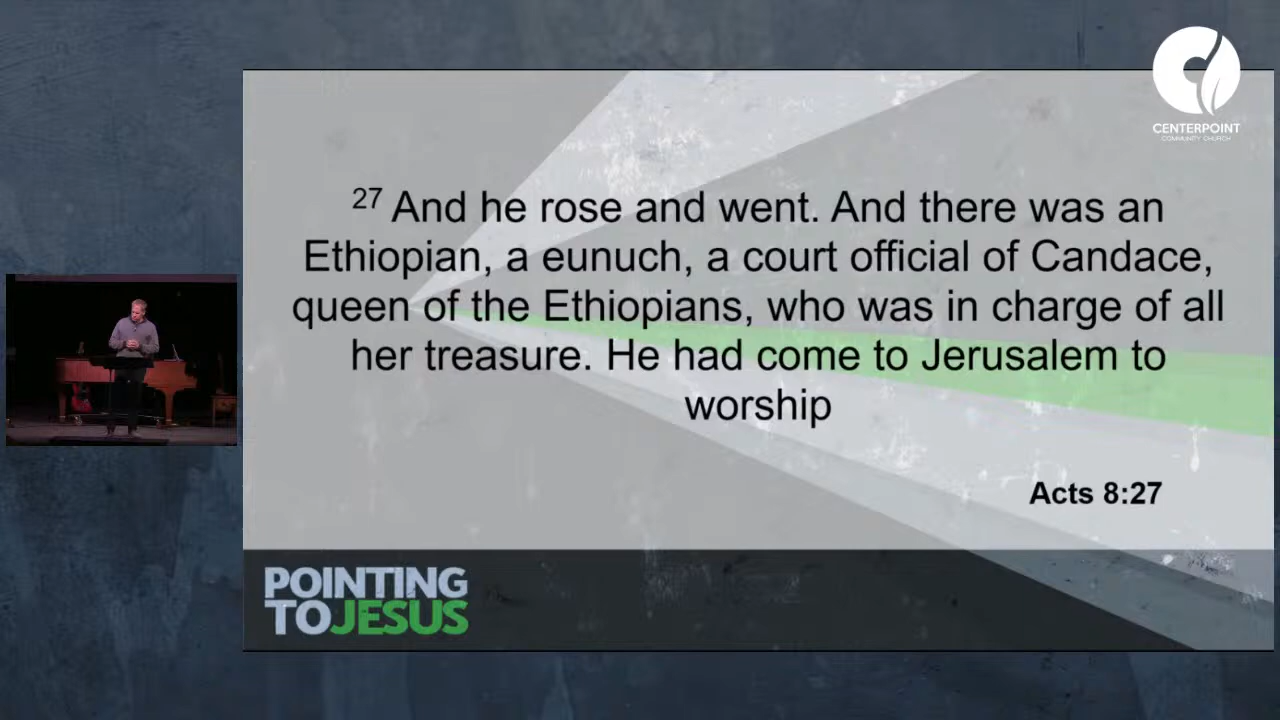 CENTERPOINT
COMMUNITY CHURCH
27 And he rose and went. And there was an
Ethiopian, a eunuch, a court official of Candace,
queen of the Ethiopians, who was in charge of all
her treasure. He had come to Jerusalem to
worship
Acts 8:27
POINTING
TO JESUS